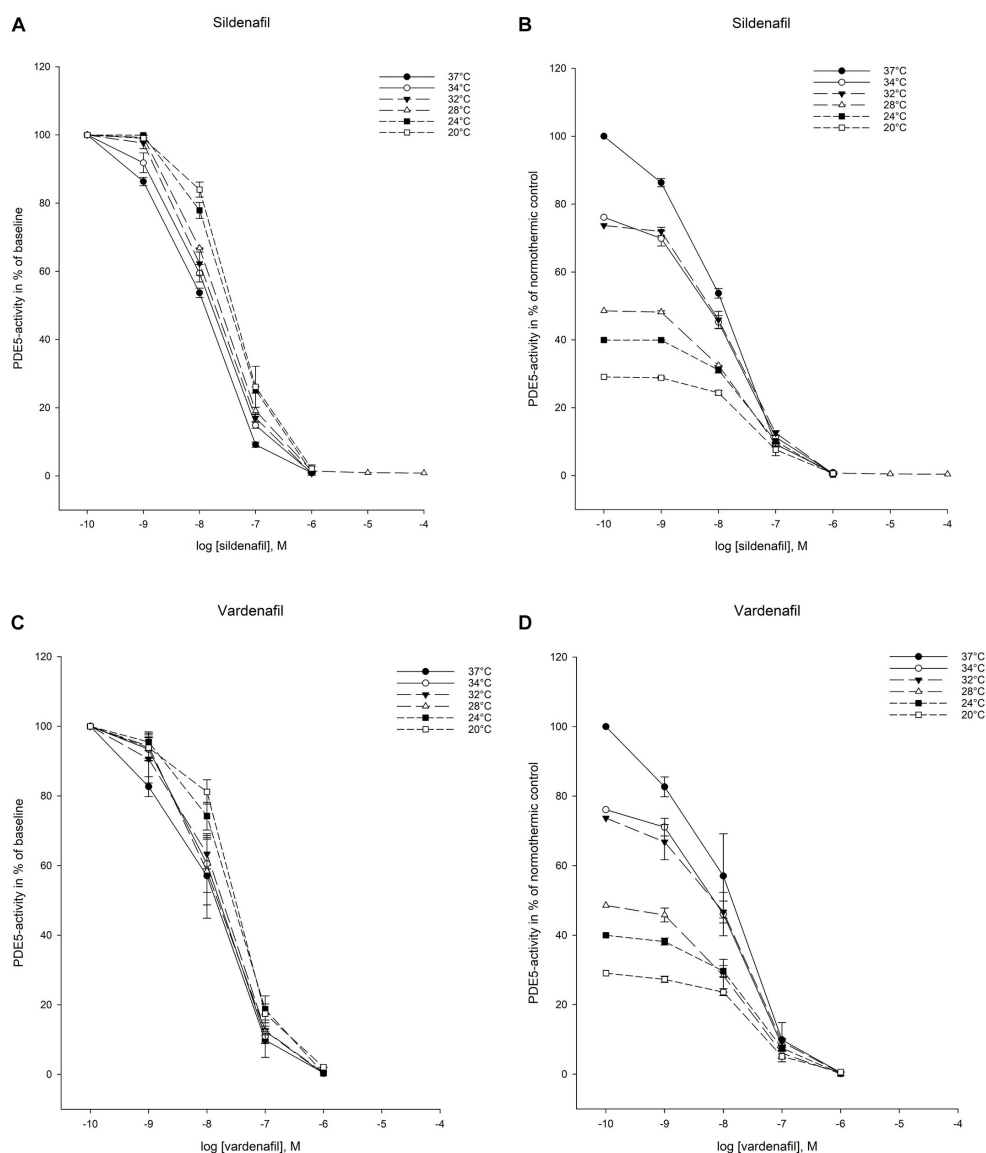 A
Sildenafil
PDE5-activity in % of baseline
120
100
80
60
40
20
0
-10 -9 -8 -7 -6 -5 -4
log [sildenafil], M
37°C
34°C
32°C
28°C
24°C
20°C
B
Sildenafil
PDE5-activity in % of normothermic control
120
100
80
60
40
20
0
-10 -9 -8 -7 -6 -5 -4
log [sildenafil], M
37°C
34°C
32°C
28°C
24°C
20°C
C
Vardenafil
PDE5-activity in % of baseline
120
100
80
60
40
20
0
-10 -9 -8 -7 -6 -5 -4
log [vardenafil], M
37°C
34°C
32°C
28°C
24°C
20°C
D
Vardenafil
PDE5-activity in % of normothermic control
120
100
80
60
40
20
0
-10 -9 -8 -7 -6 -5 -4
log [vardenafil], M
37°C
34°C
32°C
28°C
24°C
20°C